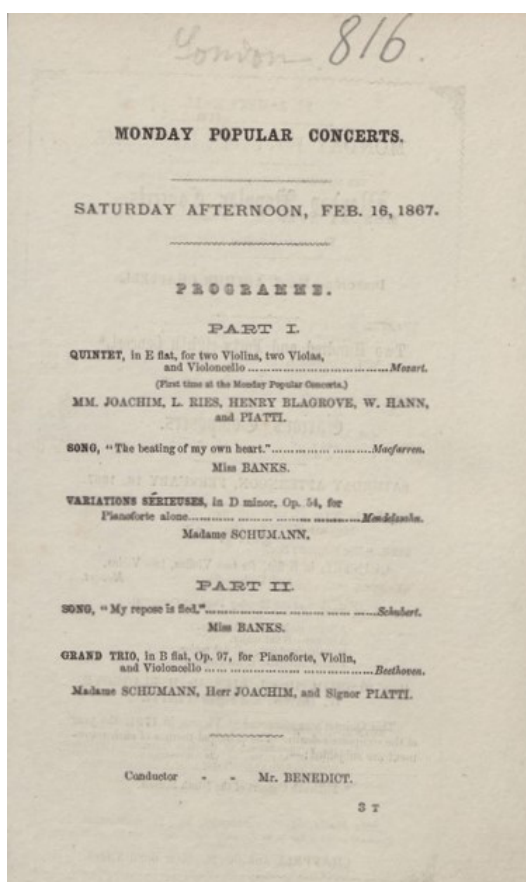 London 816.
MONDAY POPULAR CONCERTS.
SATURDAY AFTERNOON, FEB. 16, 1867.
PROGRAMME.
PART I.
QUINTET, in E flat, for two Violins, two Violas,
and Violoncello ........................................Mozart.
(First time at the Monday Popular Concerts.)
MM. JOACHIM, L. RIES, HENRY BLAGROVE, W. HANN,
and PIATTI.
SONG, "The beating of my own heart."............................Macfarren.
Miss BANKS.
VARIATIONS SÉRIEUSES, in D minor, Op. 54, for
Pianoforte alone........................................Mendelssohn.
Madame SCHUMANN.
PART II.
SONG, "My repose is fled,"........................................Schubert.
Miss BANKS.
GRAND TRIO, in B flat, Op. 97, for Pianoforte, Violin,
and Violoncello ........................................Beethoven.
Madame SCHUMANN, Herr JOACHIM, and Signor PIATTI.
Conductor - - Mr. BENEDICT.
3 T